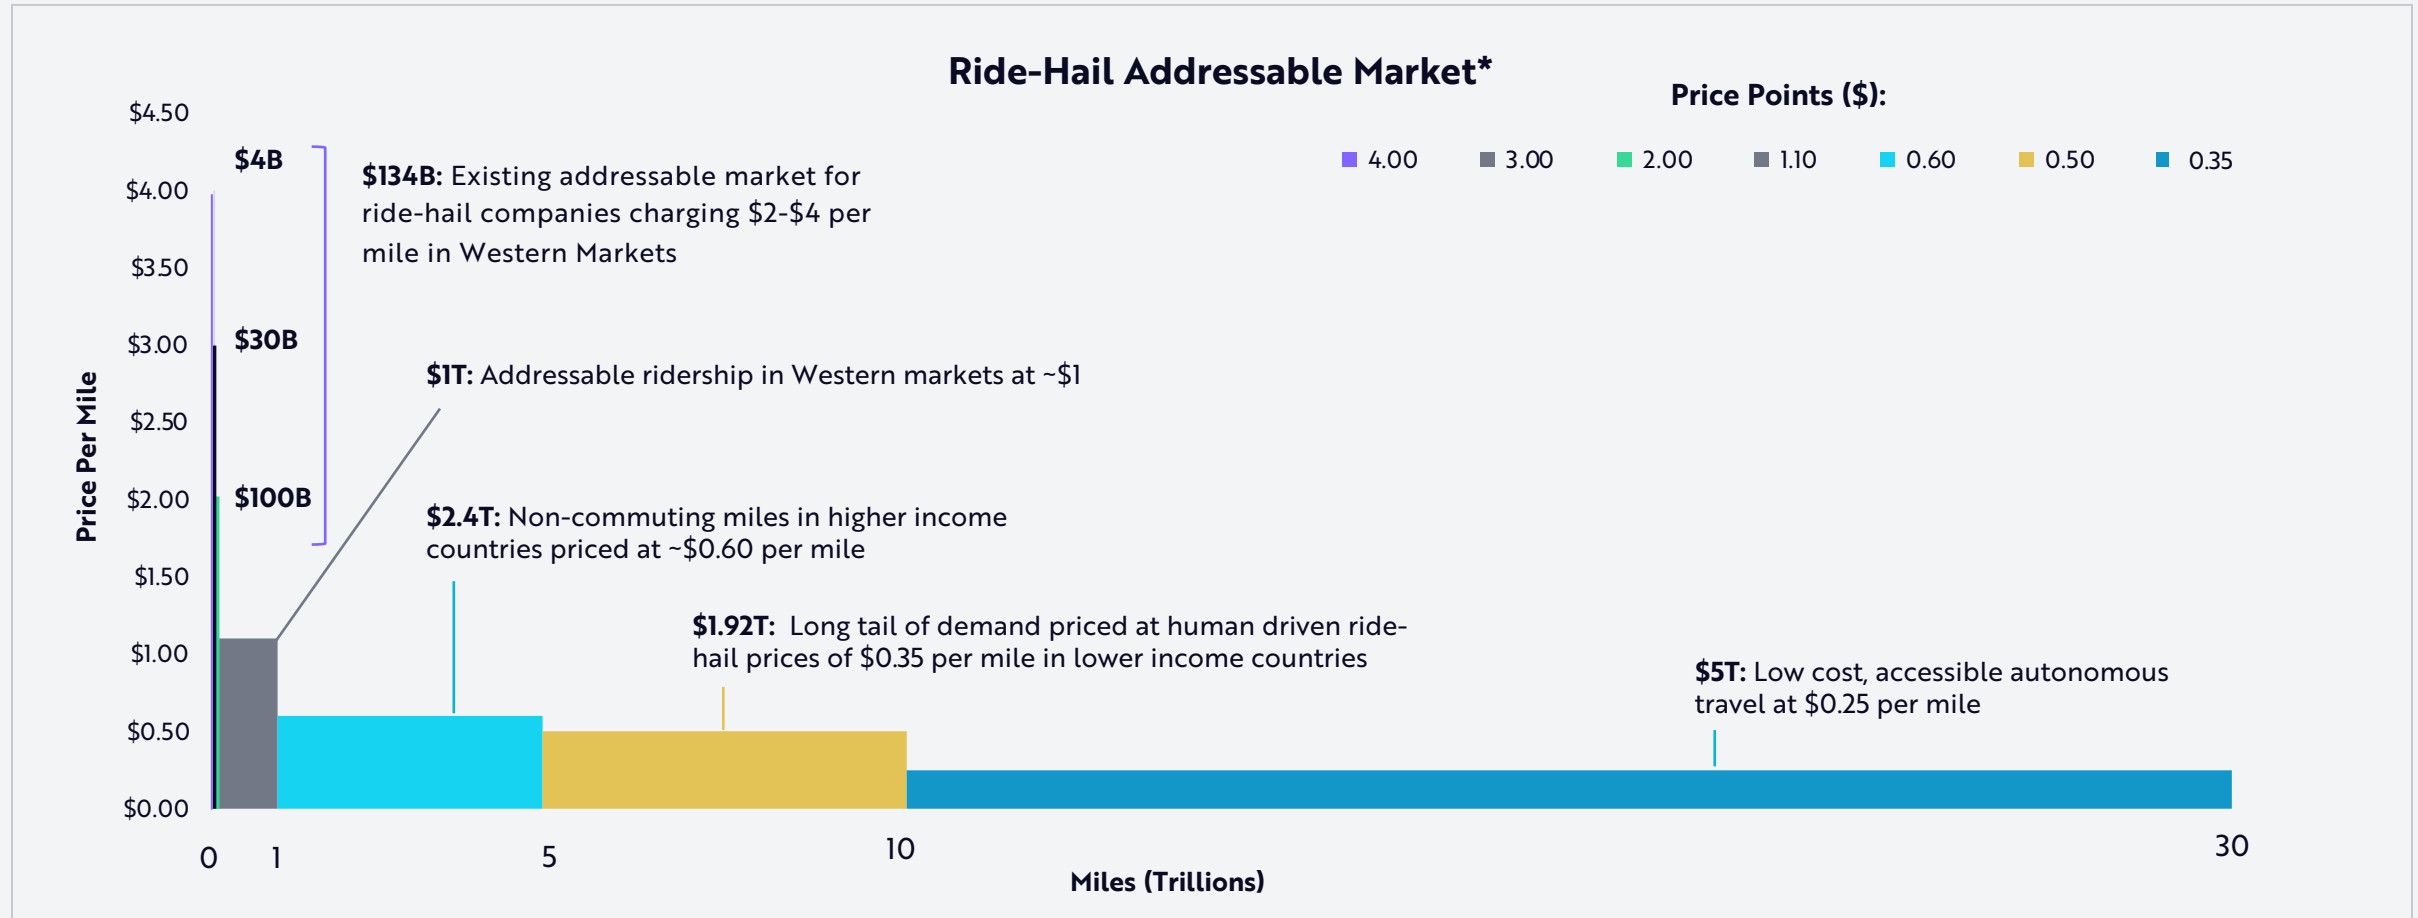 Ride-Hail Addressable Market*
Price Points ($):
4.00
3.00
2.00
1.10
0.60
0.50
0.35
Price Per Mile
$4.50
$4.00
$3.50
$3.00
$2.50
$2.00
$1.50
$1.00
$0.50
$0.00
$4B
$30B
$100B
$134B: Existing addressable market for
ride-hail companies charging $2-$4 per
mile in Western Markets
$1T: Addressable ridership in Western markets at ~$1
$2.4T: Non-commuting miles in higher income
countries priced at ~$0.60 per mile
$1.92T: Long tail of demand priced at human driven ride-
hail prices of $0.35 per mile in lower income countries
$5T: Low cost, accessible autonomous
travel at $0.25 per mile
0
1
5
10
30
Miles (Trillions)